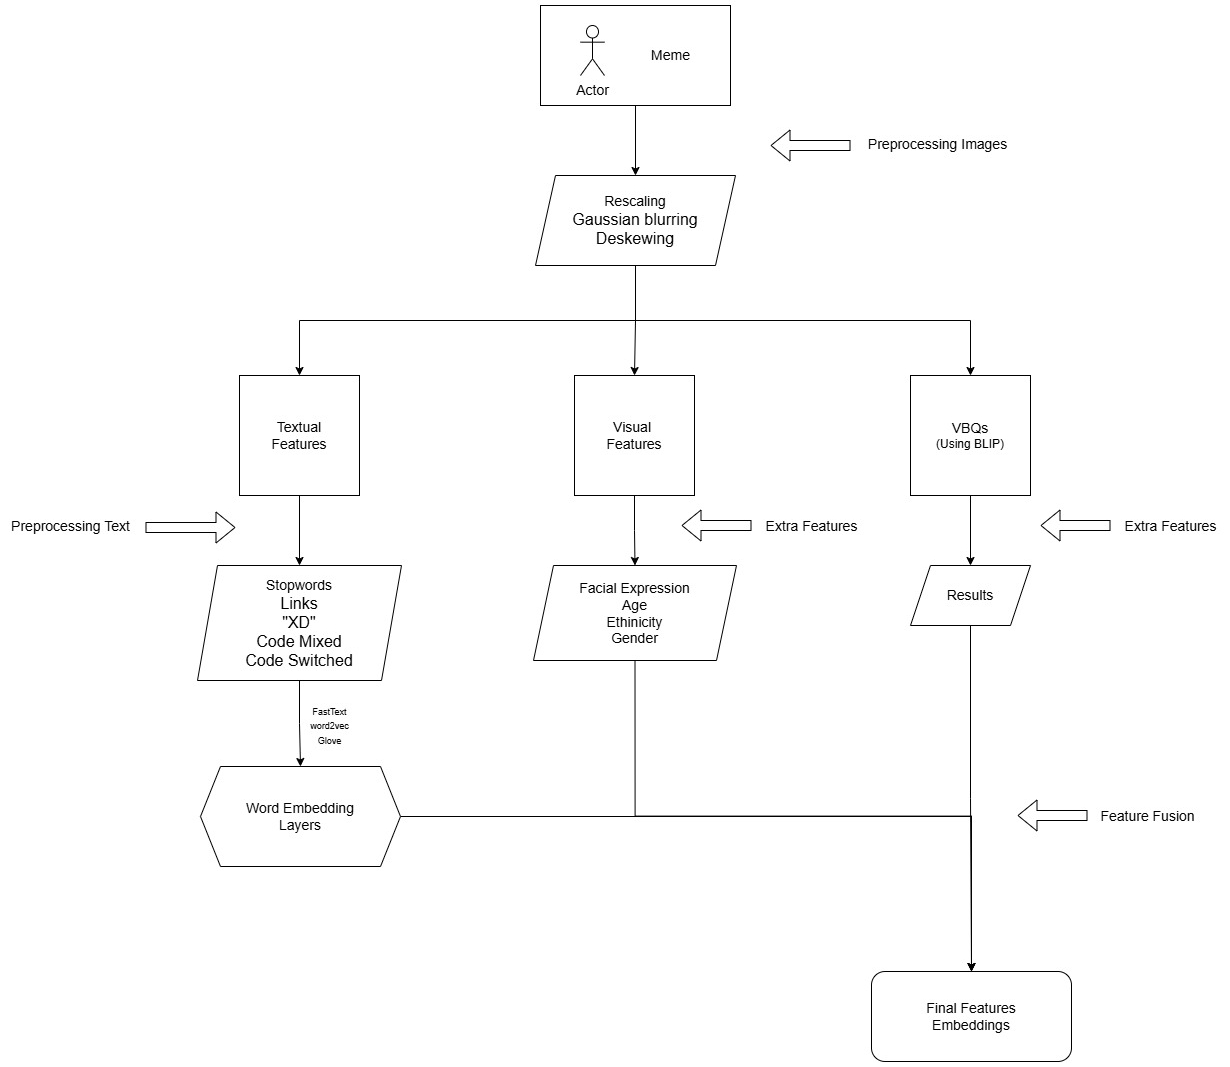 Meme
Actor
Preprocessing Images
Rescaling
Gaussian blurring
Deskewing
Textual
Features
Visual
Features
VBQs
(Using BLIP)
Preprocessing Text
Extra Features
Extra Features
Stopwords
Links
"XD"
Code Mixed
Code Switched
Facial Expression
Age
Ethinicity
Gender
Results
FastText
word2vec
Glove
Word Embedding
Layers
Feature Fusion
Final Features
Embeddings